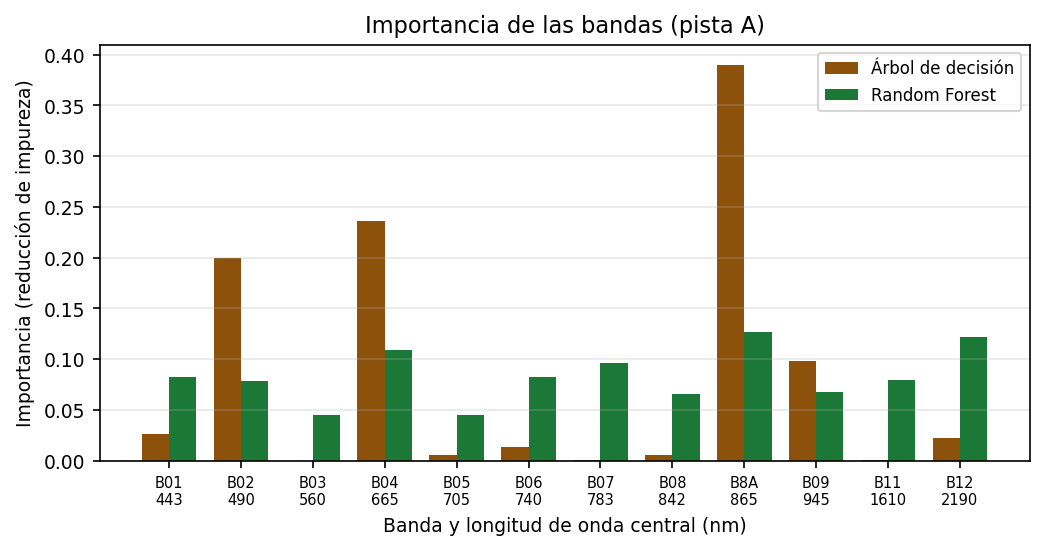 Importancia de las bandas (pista A)
Importancia (reducción de impureza)
0.40
0.35
0.30
0.25
0.20
0.15
0.10
0.05
0.00
Árbol de decisión
Random Forest
B01 B02 B03 B04 B05 B06 B07 B08 B8A B09 B11 B12
443 490 560 665 705 740 783 842 865 945 1610 2190
Banda y longitud de onda central (nm)